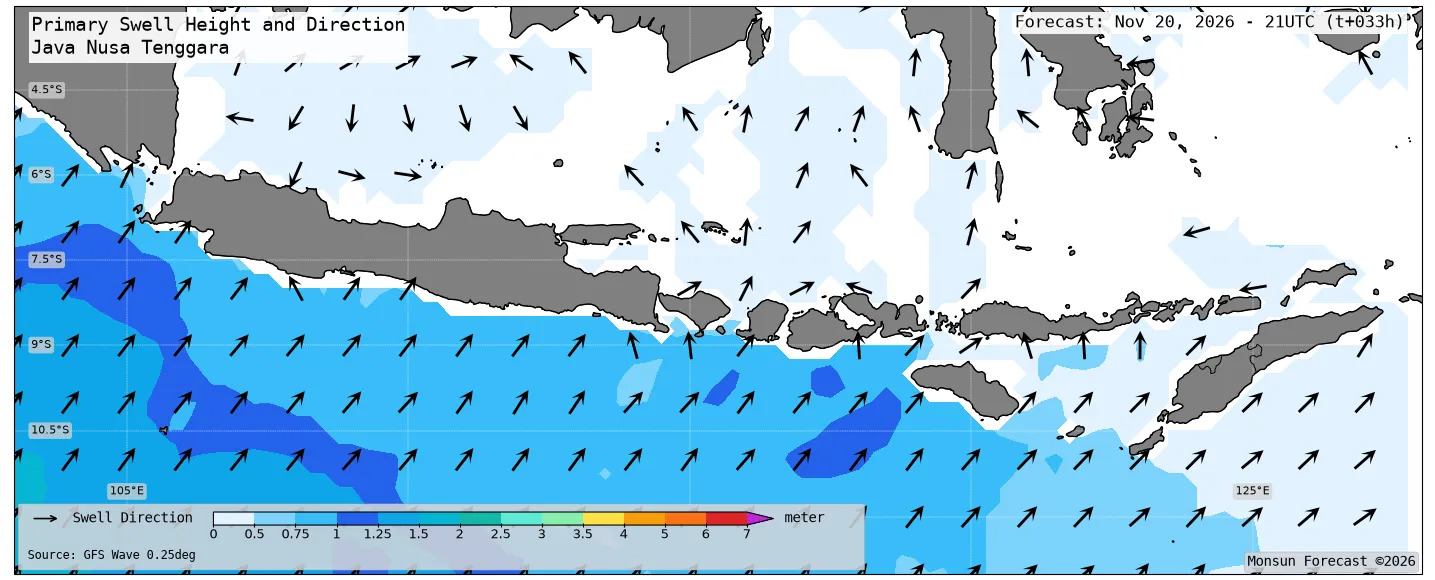 Primary Swell Height and Direction
Java Nusa Tenggara
Forecast: Nov 20, 2026 - 21UTC (t+033h)
4.5°S
6°S
7.5°S
9°S
10.5°S
105°E
125°E
Swell Direction
0 0.5 0.75 1 1.25 1.5 2 2.5 3 3.5 4 5 6 7
meter
Source: GFS Wave 0.25deg
Monsun Forecast ©2026